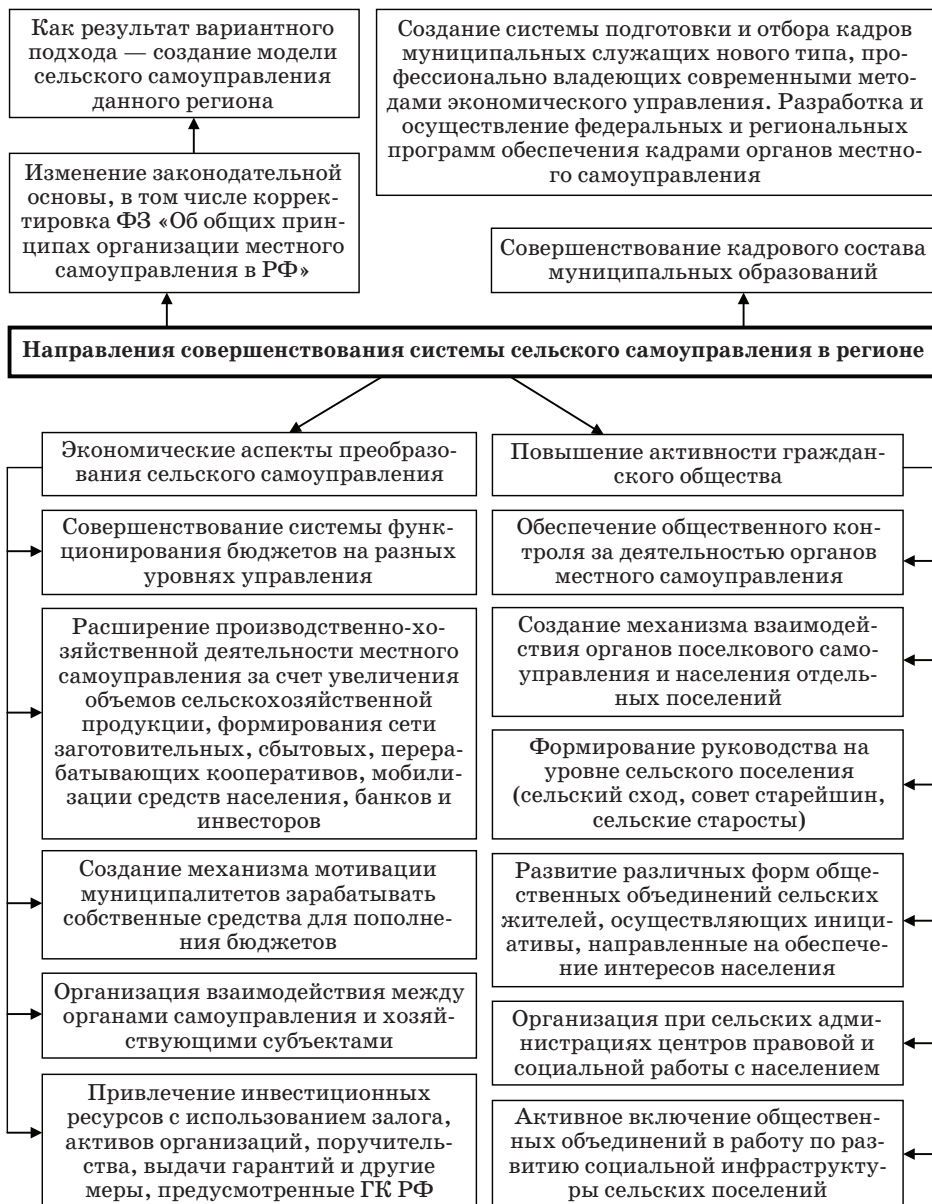 Как результат вариантного
подхода — создание модели
сельского самоуправления
данного региона
Создание системы подготовки и отбора кадров
муниципальных служащих нового типа, про-
фессионально владеющих современными мето-
дами экономического управления. Разработка и
осуществление федеральных и региональных
программ обеспечения кадрами органов местно-
го самоуправления
Изменение законодательной
основы, в том числе коррек-
тировка ФЗ «Об общих прин-
ципах организации местного
самоуправления в РФ»
Совершенствование кадрового состава
муниципальных образований
Направления совершенствования системы сельского самоуправления в регионе
Экономические аспекты преобразо-
вания сельского самоуправления
Совершенствование системы функ-
ционирования бюджетов на разных
уровнях управления
Расширение производственно-хо-
зяйственной деятельности местного
самоуправления за счет увеличения
объемов сельскохозяйственной
продукции, формирования сети
заготовительных, сбытовых, перера-
батывающих кооперативов, мобили-
зации средств населения, банков и
инвесторов
Создание механизма мотивации
муниципалитетов зарабатывать
собственные средства для пополне-
ния бюджетов
Организация взаимодействия между
органами самоуправления и хозяй-
ствующими субъектами
Привлечение инвестиционных
ресурсов с использованием залога,
активов организаций, поручитель-
ства, выдачи гарантий и другие
меры, предусмотренные ГК РФ
Повышение активности граждан-
ского общества
Обеспечение общественного кон-
троля за деятельностью органов
местного самоуправления
Создание механизма взаимодей-
ствия органов поселкового само-
управления и населения отдель-
ных поселений
Формирование руководства на
уровне сельского поселения
(сельский сход, совет старейшин,
сельские старосты)
Развитие различных форм обще-
ственных объединений сельских
жителей, осуществляющих иници-
ативы, направленные на обеспече-
ние интересов населения
Организация при сельских адми-
нистрациях центров правовой и
социальной работы с населением
Активное включение обществен-
ных объединений в работу по раз-
витию социальной инфраструкту-
ры сельских поселений